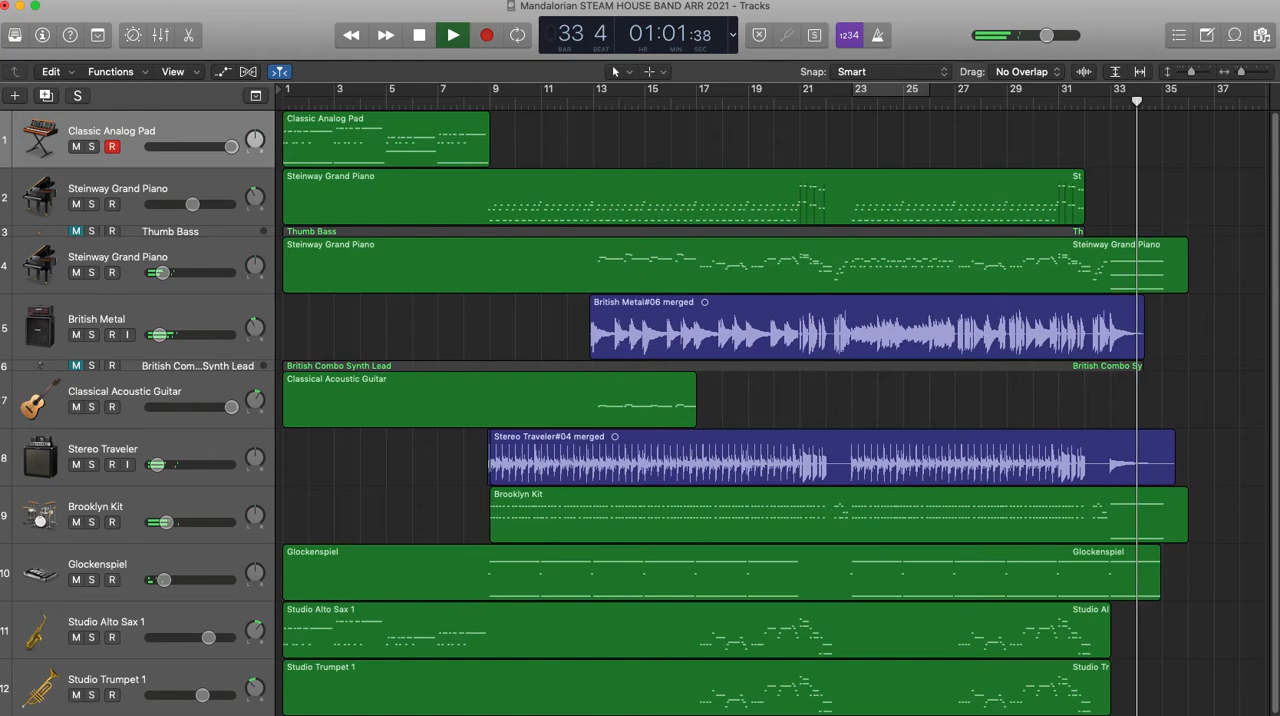 Mandalorian STEAM HOUSE BAND ARR 2021 - Tracks
33 4 01:01:38
BAR BEAT HR MIN SEC
1234
Edit Functions View Snap: Smart Drag: No Overlap
S 1 3 5 7 9 11 13 15 17 19 21 23 25 27 29 31 33 35 37
1 Classic Analog Pad
M S R
Classic Analog Pad
2 Steinway Grand Piano
M S R
Steinway Grand Piano St
3 M S R Thumb Bass
Thumb Bass Th
4 Steinway Grand Piano
M S R
Steinway Grand Piano Steinway Grand Piano
5 British Metal
M S R I
British Metal#06 merged
6 M S R British Com...Synth Lead
British Combo Synth Lead British Combo Sy
7 Classical Acoustic Guitar
M S R
Classical Acoustic Guitar
8 Stereo Traveler
M S R I
Stereo Traveler#04 merged
9 Brooklyn Kit
M S R
Brooklyn Kit
10 Glockenspiel
M S R
Glockenspiel Glockenspiel
11 Studio Alto Sax 1
M S R
Studio Alto Sax 1 Studio Al
12 Studio Trumpet 1
M S R
Studio Trumpet 1 Studio Tr